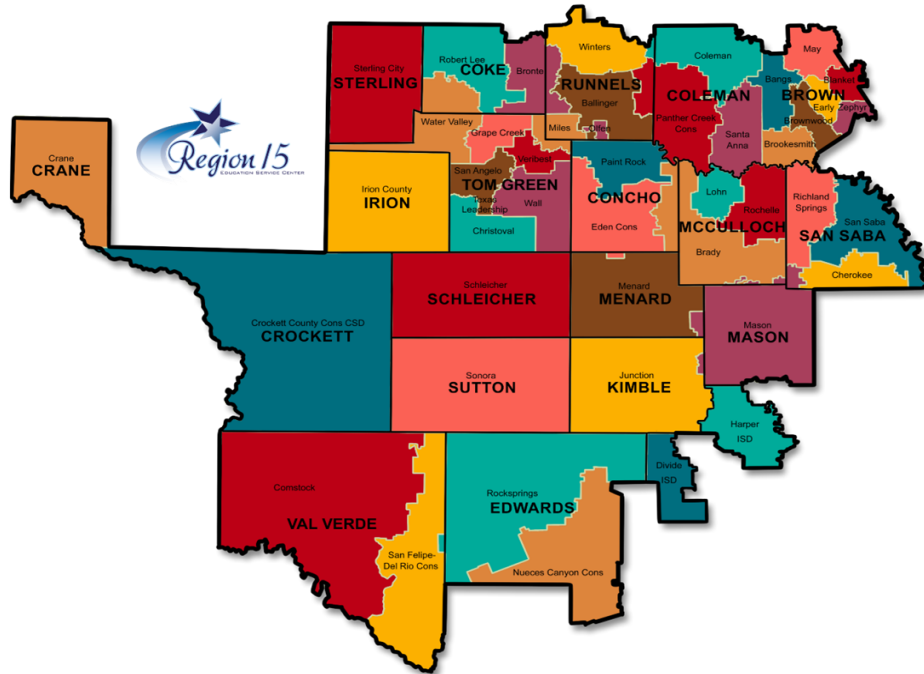 Winters
May
Sterling City
STERLING
Robert Lee
COKE
Bronte
RUNNELS
Ballinger
Coleman
COLEMAN
Bangs
Blanket
BROWN
Early
Zephyr
Brownwood
Brookesmith
Panther Creek
Cons
Santa
Anna
Water Valley
Grape Creek
Miles
Olfen
Region 15
EDUCATION SERVICE CENTER
Crane
CRANE
Irion County
IRION
San Angelo
Veribest
TOM GREEN
Texas
Leadership
Wall
Christoval
Paint Rock
CONCHO
Eden Cons
Lohn
Rochelle
MCCULLOCH
Brady
Richland
Springs
San Saba
SAN SABA
Cherokee
Crockett County Cons CSD
CROCKETT
Schleicher
SCHLEICHER
Menard
MENARD
Mason
MASON
Sonora
SUTTON
Junction
KIMBLE
Harper
ISD
Comstock
VAL VERDE
San Felipe-
Del Rio Cons
Rocksprings
EDWARDS
Nueces Canyon Cons
Divide
ISD